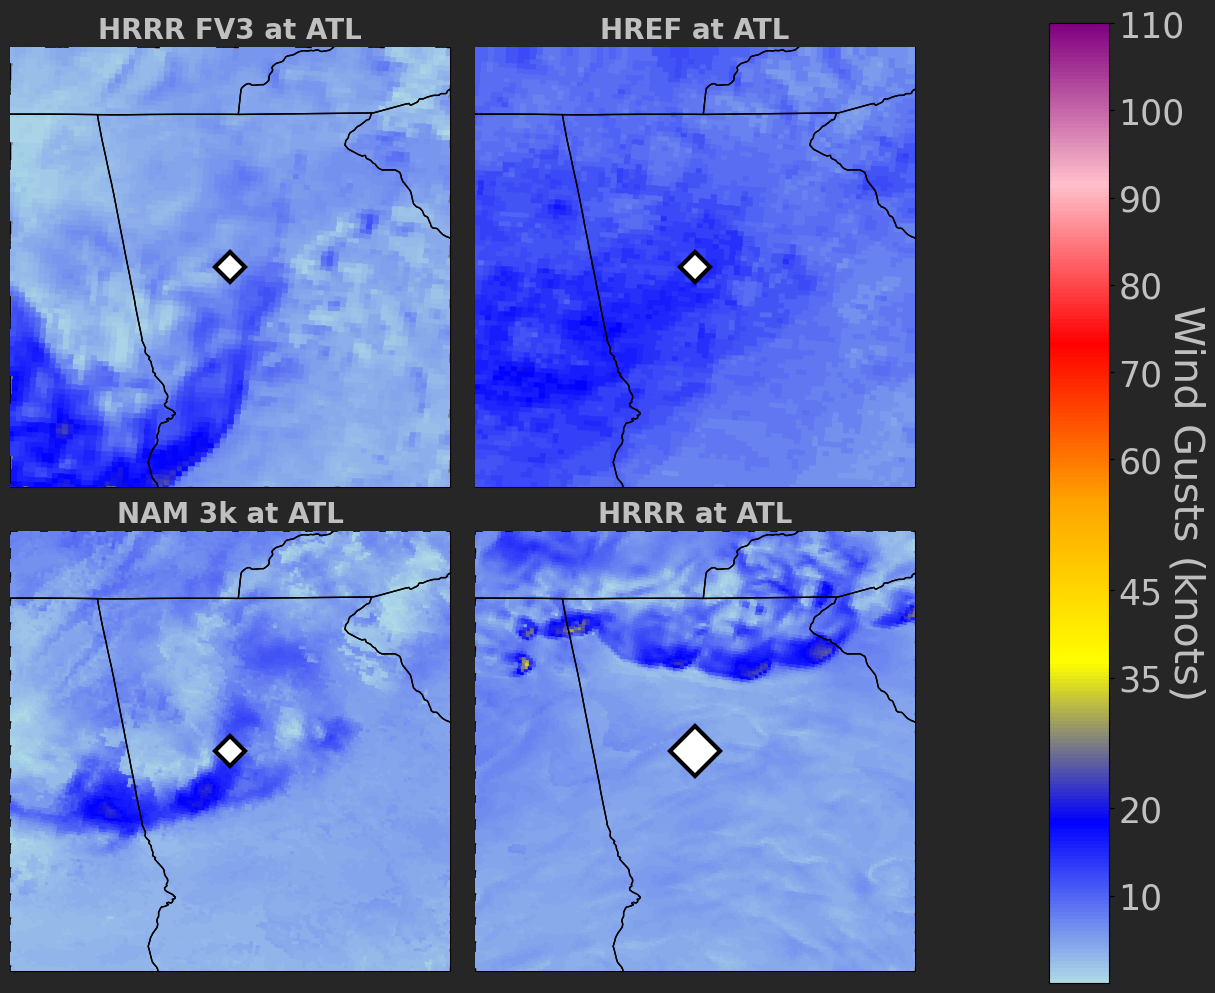 HRRR FV3 at ATL
HREF at ATL
NAM 3k at ATL
HRRR at ATL
110
100
90
80
70
60
45
35
20
10
Wind Gusts (knots)